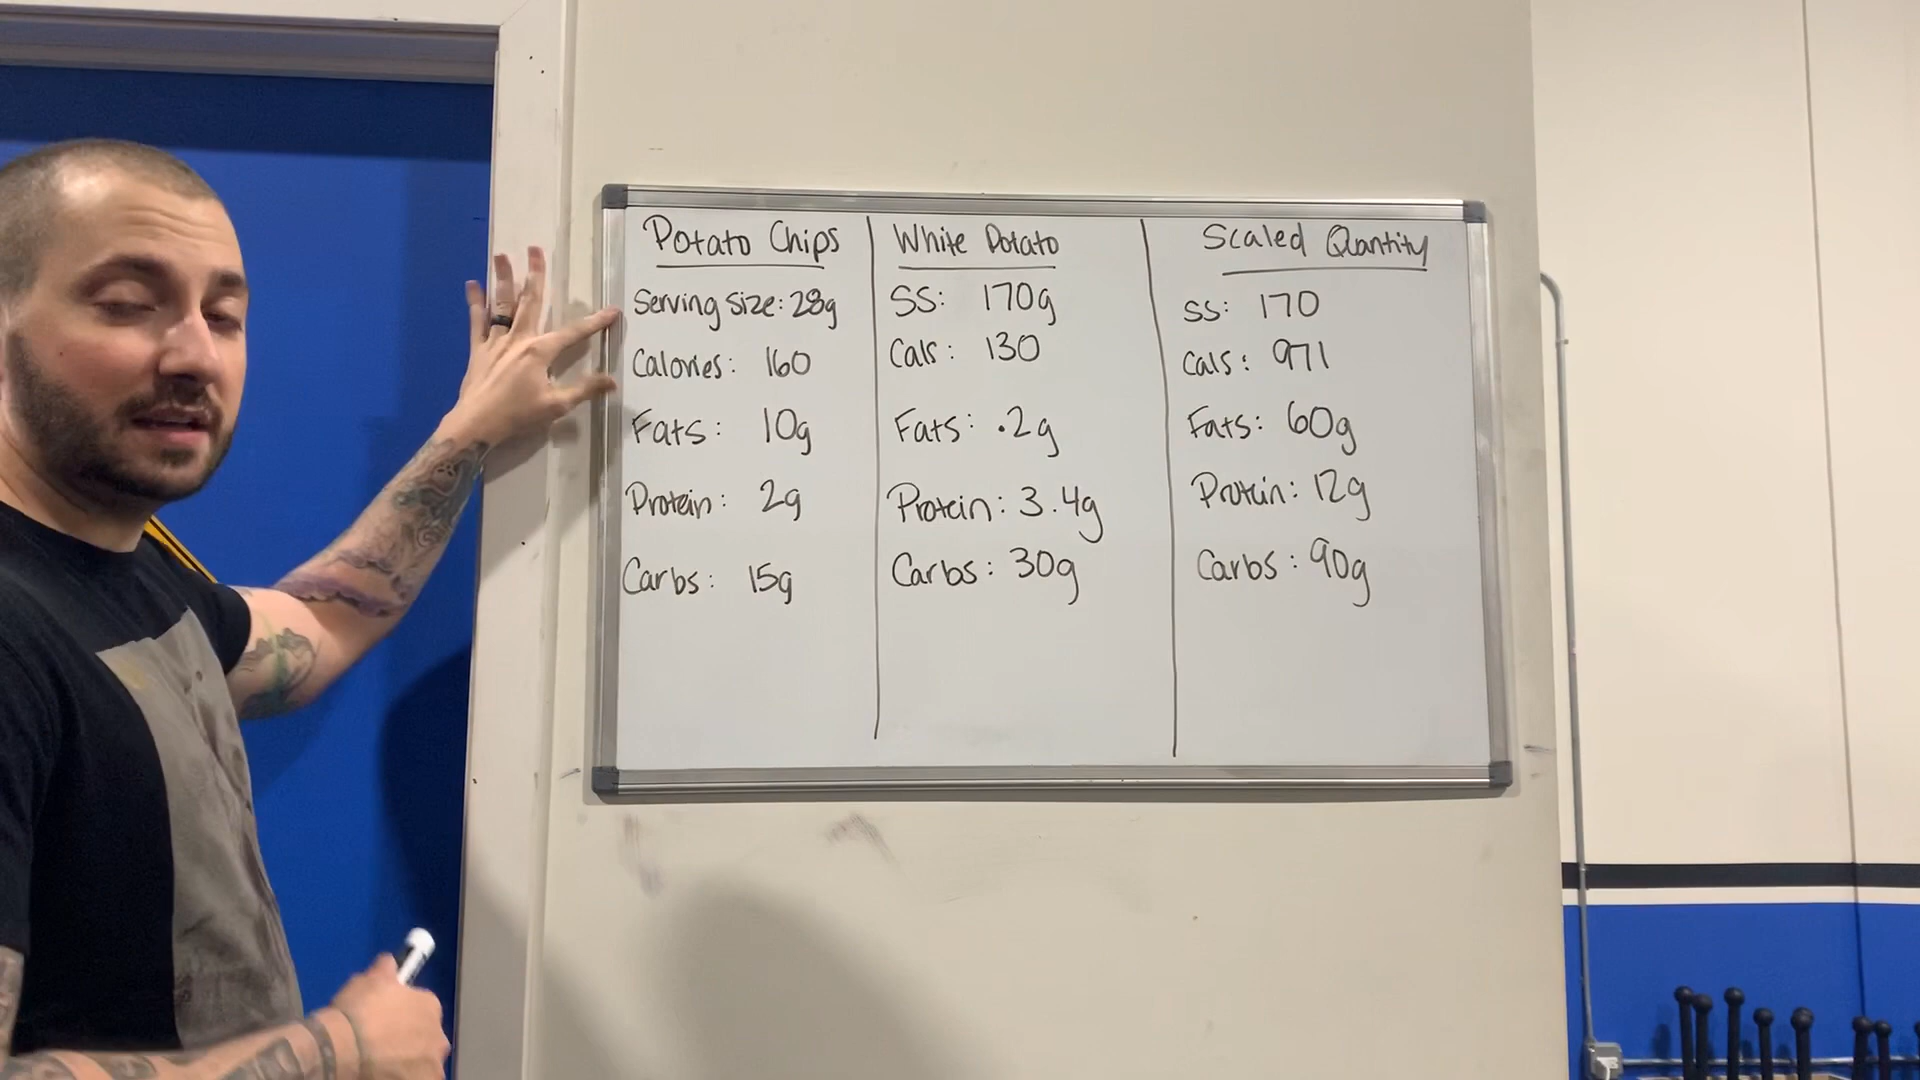 Potato Chips
Serving Size: 28g
Calories: 160
Fats: 10g
Protein: 2g
Carbs: 15g
White Potato
SS: 170g
Cals: 130
Fats: .2g
Protein: 3.4g
Carbs: 30g
Scaled Quantity
SS: 170
Cals: 971
Fats: 60g
Protein: 12g
Carbs: 90g